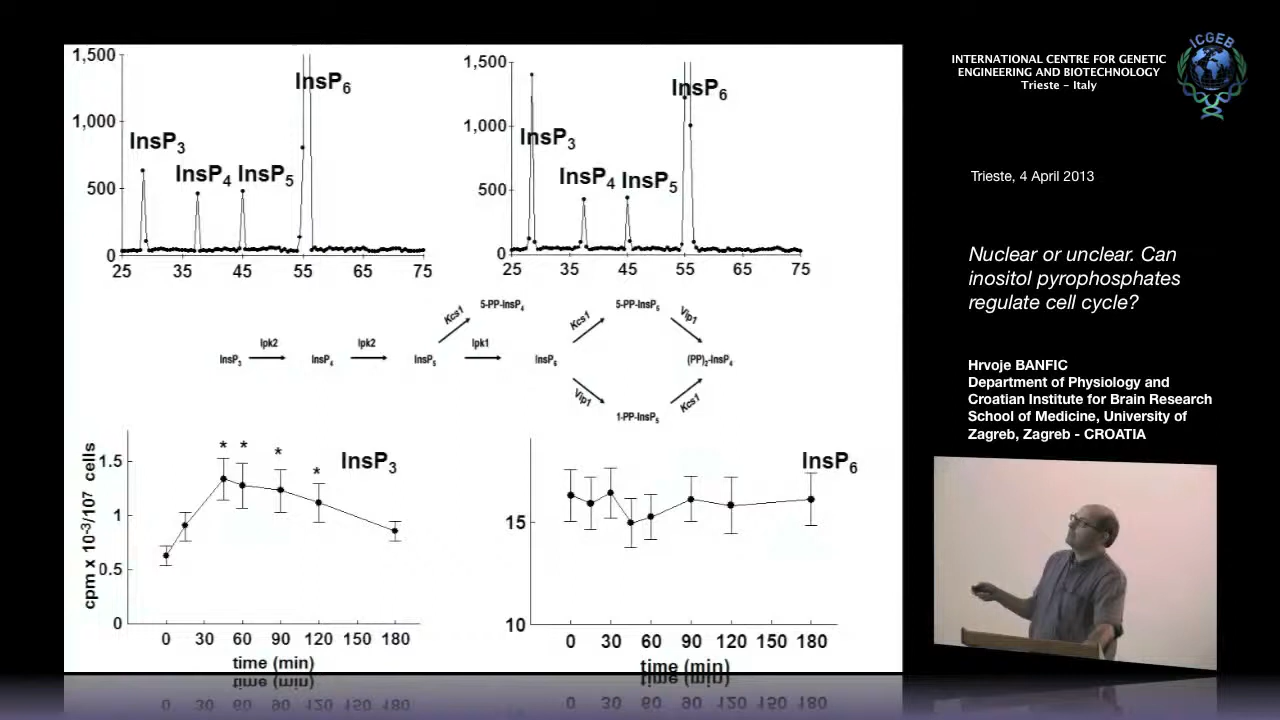 1,500
InsP6
1,000
InsP3
InsP4 InsP5
500
0
25 35 45 55 65 75
1,500
InsP6
1,000
InsP3
InsP4 InsP5
500
0
25 35 45 55 65 75
Kcs1
5-PP-InsP4
Kcs1
5-PP-InsP5
Vip1
Ipk2
Ipk2
Ipk1
InsP3
InsP4
InsP5
InsP6
(PP)2-InsP4
Vip1
1-PP-InsP5
Kcs1
cpm x 10-3/107 cells
* * * *
InsP3
1.5
1
0.5
0
0 30 60 90 120 150 180
time (min)
InsP6
15
10
0 30 60 90 120 150 180
time (min)
INTERNATIONAL CENTRE FOR GENETIC
ENGINEERING AND BIOTECHNOLOGY
Trieste - Italy
ICGEB
Trieste, 4 April 2013
Nuclear or unclear. Can
inositol pyrophosphates
regulate cell cycle?
Hrvoje BANFIC
Department of Physiology and
Croatian Institute for Brain Research
School of Medicine, University of
Zagreb, Zagreb - CROATIA